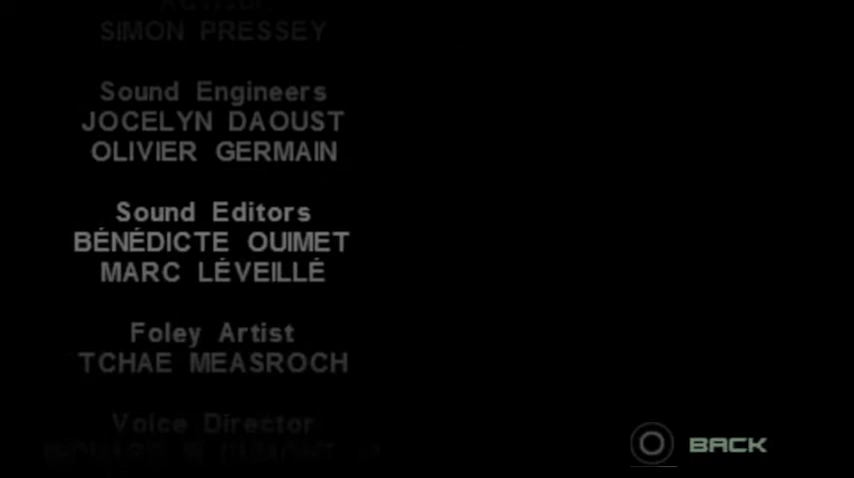 SIMON PRESSEY
Sound Engineers
JOCELYN DAOUST
OLIVIER GERMAIN
Sound Editors
BÉNÉDICTE OUIMET
MARC LÉVEILLÉ
Foley Artist
TCHAE MEASROCH
Voice Director
BACK